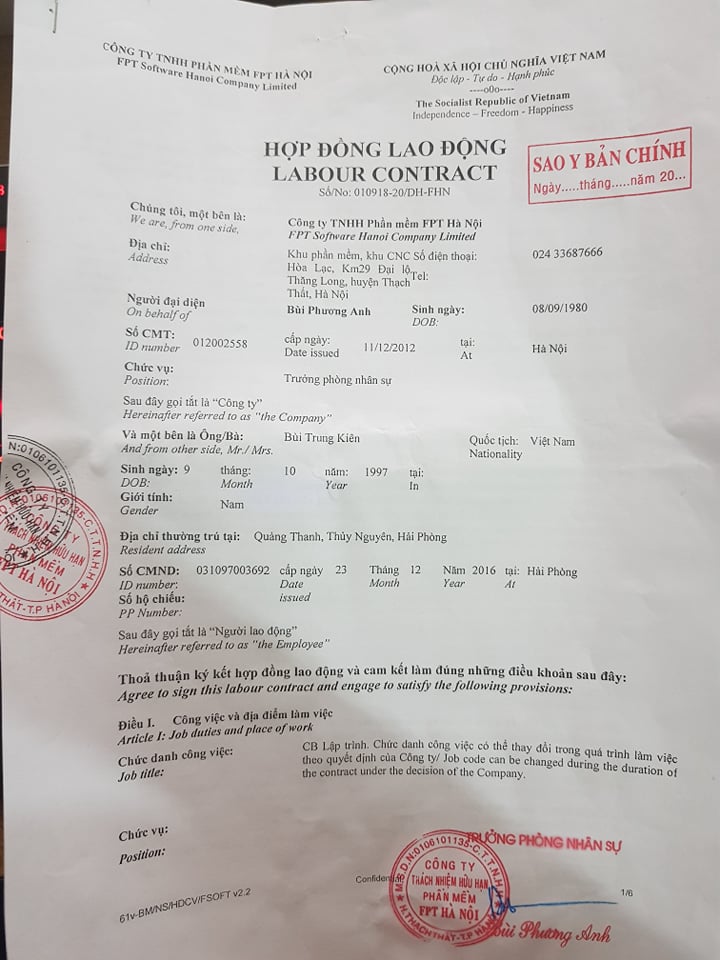 CÔNG TY TNHH PHẦN MỀM FPT HÀ NỘI
FPT Software Hanoi Company Limited
CỘNG HOÀ XÃ HỘI CHỦ NGHĨA VIỆT NAM
Độc lập - Tự do - Hạnh phúc
----o0o----
The Socialist Republic of Vietnam
Independence – Freedom - Happiness
HỢP ĐỒNG LAO ĐỘNG
LABOUR CONTRACT
Số/No: 010918-20/DH-FHN
SAO Y BẢN CHÍNH
Ngày.....tháng.....năm 20...
Chúng tôi, một bên là: Công ty TNHH Phần mềm FPT Hà Nội
We are, from one side, FPT Software Hanoi Company Limited
Địa chỉ:
Address
Khu phần mềm, khu CNC Số điện thoại: 024 33687666
Hòa Lạc, Km29 Đại lộ Tel:
Thăng Long, huyện Thạch
Thất, Hà Nội
Người đại diện Bùi Phương Anh Sinh ngày: 08/09/1980
On behalf of DOB:
Số CMT: 012002558 cấp ngày: 11/12/2012 tại: Hà Nội
ID number Date issued At
Chức vụ: Trưởng phòng nhân sự
Position:
Sau đây gọi tắt là “Công ty”
Hereinafter referred to as "the Company"
Và một bên là Ông/Bà: Bùi Trung Kiên Quốc tịch: Việt Nam
And from other side, Mr./ Mrs. Nationality
Sinh ngày: 9 tháng: 10 năm: 1997 tại:
DOB: Month Year In
Giới tính: Nam
Gender
Địa chỉ thường trú tại: Quảng Thanh, Thủy Nguyên, Hải Phòng
Resident address
Số CMND: 031097003692 cấp ngày 23 Tháng 12 Năm 2016 tại: Hải Phòng
ID number: Date issued Month Year At
Số hộ chiếu:
PP Number:
Sau đây gọi tắt là “Người lao động”
Hereinafter referred to as "the Employee"
Thoả thuận ký kết hợp đồng lao động và cam kết làm đúng những điều khoản sau đây:
Agree to sign this labour contract and engage to satisfy the following provisions:
Điều I. Công việc và địa điểm làm việc
Article I: Job duties and place of work
Chức danh công việc:
Job title:
CB Lập trình. Chức danh công việc có thể thay đổi trong quá trình làm việc
theo quyết định của Công ty/ Job code can be changed during the duration of
the contract under the decision of the Company.
Chức vụ:
Position:
TRƯỞNG PHÒNG NHÂN SỰ
M.S.D.N:0106101135-C.T.T.N.H.H
CÔNG TY
TRÁCH NHIỆM HỮU HẠN
PHẦN MỀM
FPT HÀ NỘI
H.THẠCH THẤT-T.P HÀ NỘI
Bùi Phương Anh
Confidential
1/6
61v-BM/NS/HDCV/FSOFT v2.2
N:0106101135-C.T.T.N.H.H
CÔNG TY
TRÁCH NHIỆM HỮU HẠN
PHẦN MỀM
FPT HÀ NỘI
THẠCH THẤT-T.P HÀ NỘI